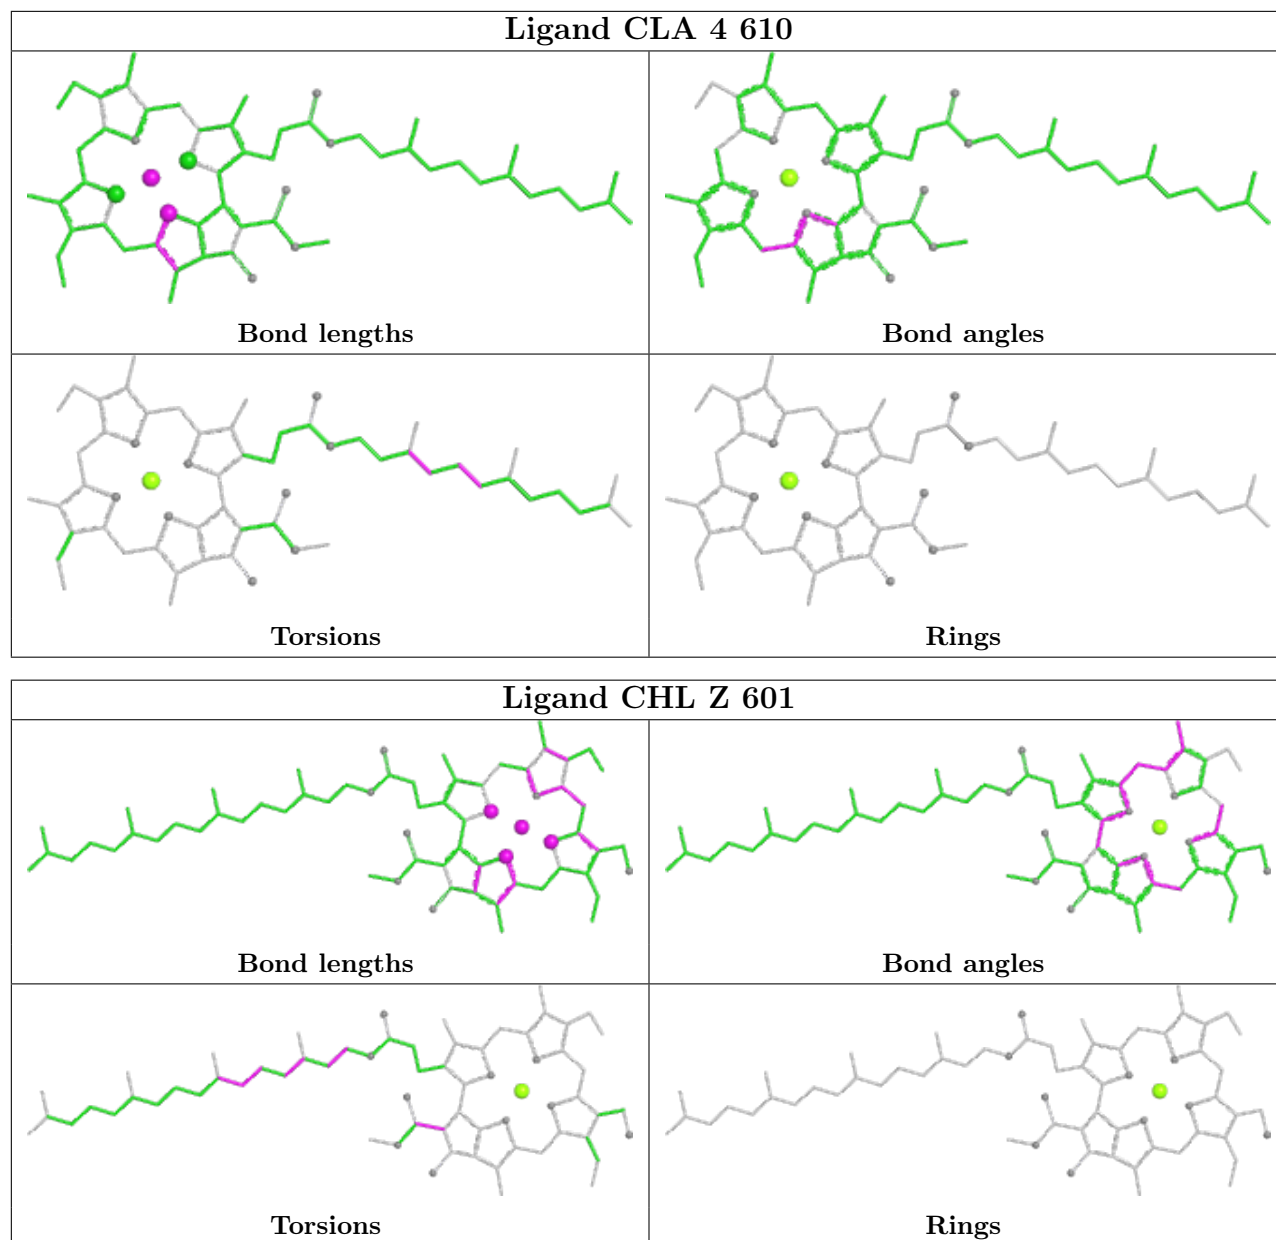 Ligand CLA 4 610
Bond lengths
Bond angles
Torsions
Rings
Ligand CHL Z 601
Bond lengths
Bond angles
Torsions
Rings